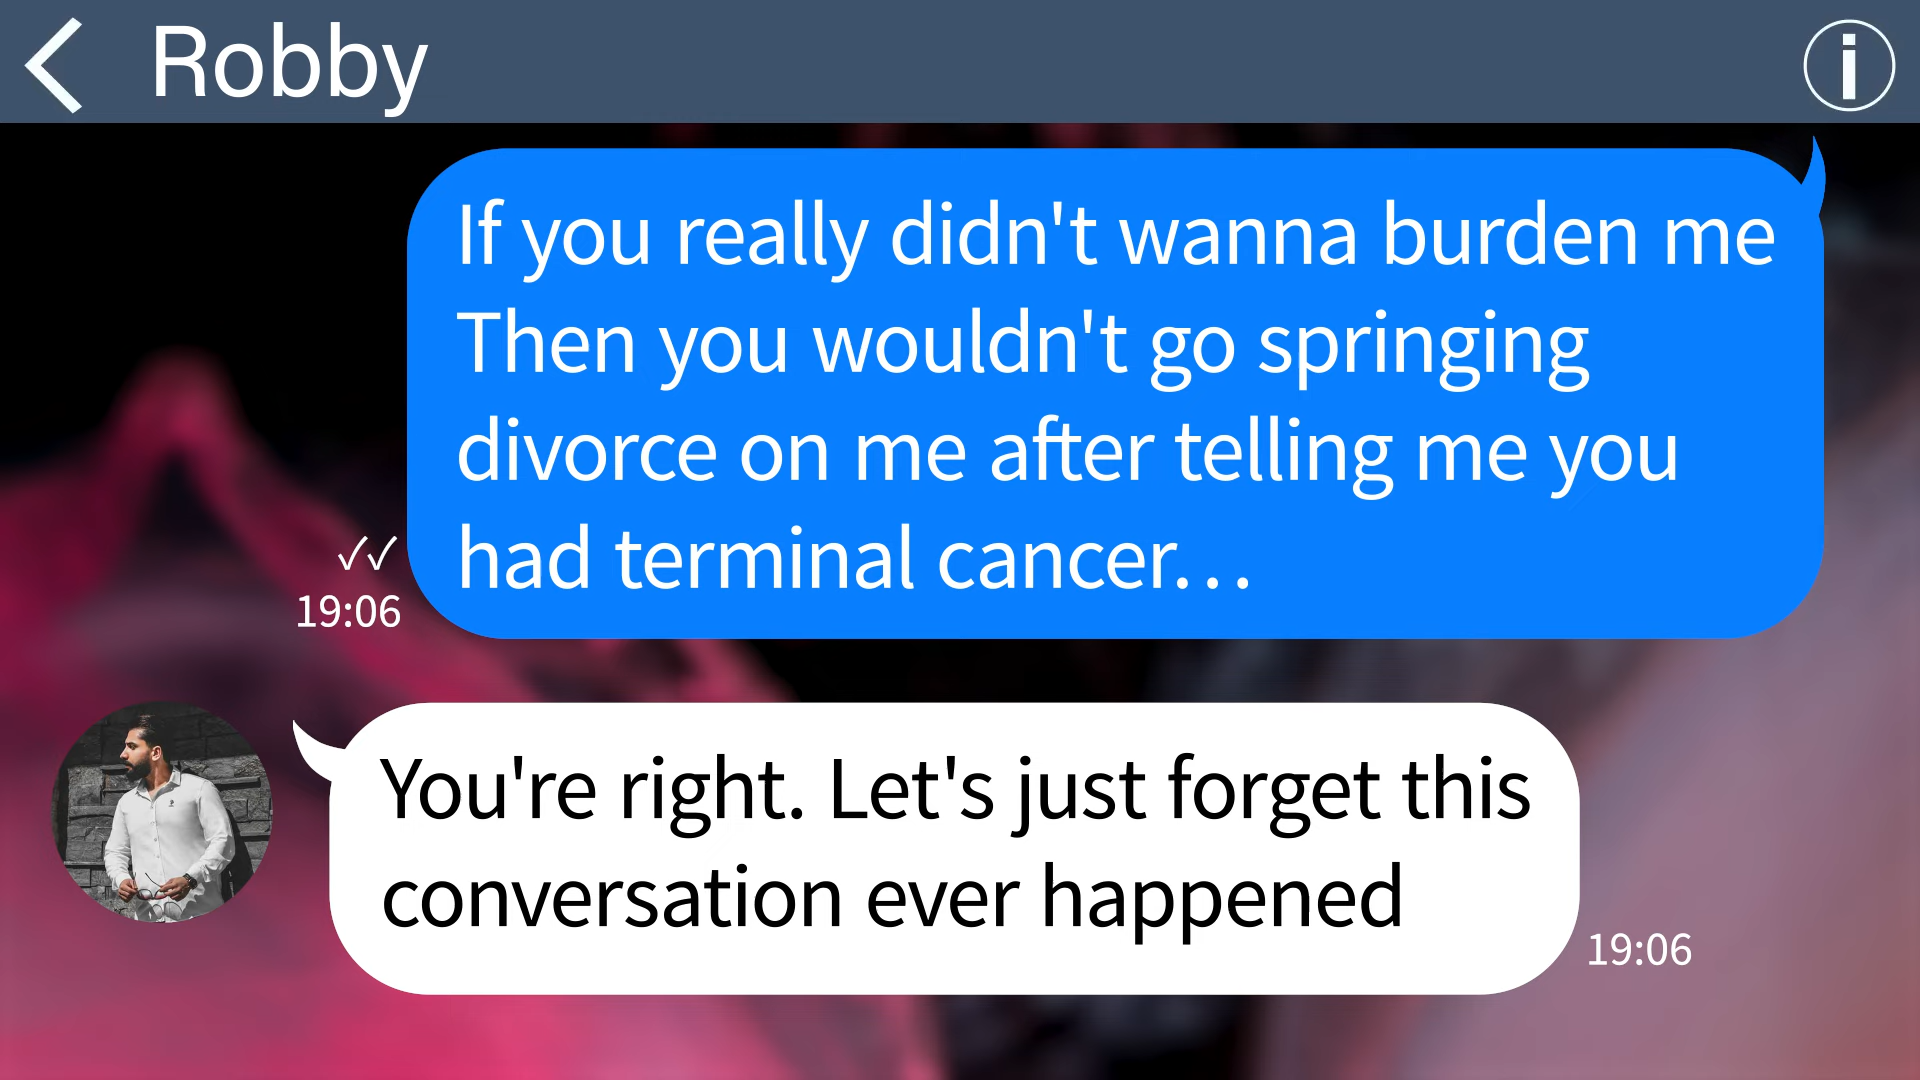 Robby
If you really didn't wanna burden me
Then you wouldn't go springing
divorce on me after telling me you
had terminal cancer…
19:06
You're right. Let's just forget this
conversation ever happened
19:06